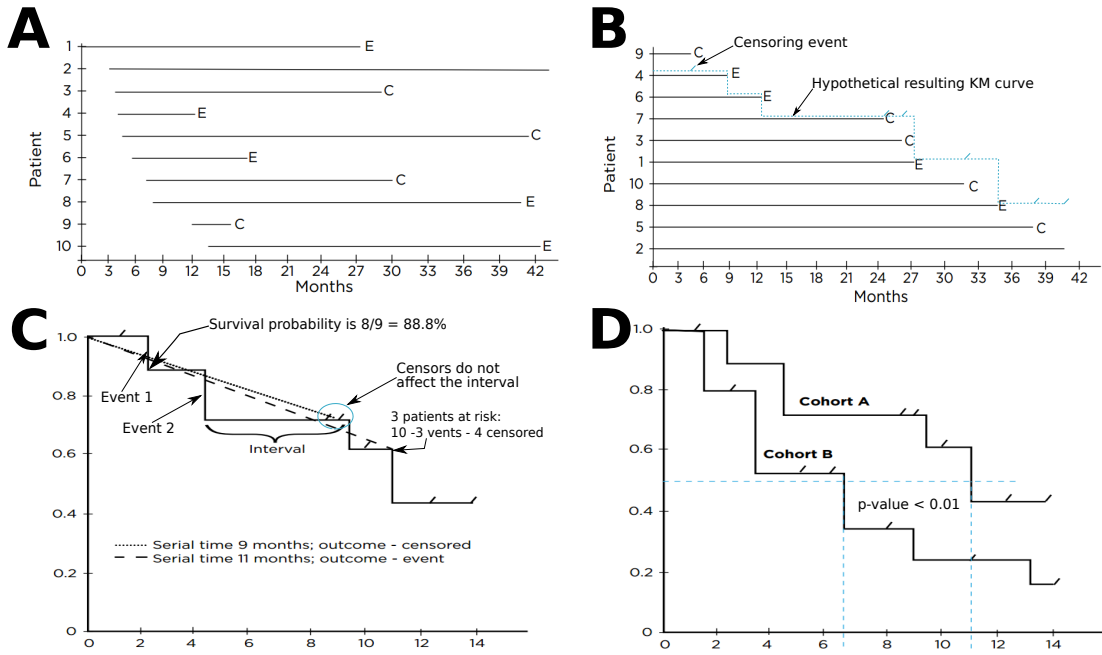 A
Patient
1 E
2
3 C
4 E
5 C
6 E
7 C
8 E
9 C
10 E
0 3 6 9 12 15 18 21 24 27 30 33 36 39 42
Months
B
Censoring event
Hypothetical resulting KM curve
Patient
9 C
4 E
6 E
7 C
3 C
1 E
10 C
8 E
5 C
2
0 3 6 9 12 15 18 21 24 27 30 33 36 39 42
Months
C
Survival probability is 8/9 = 88.8%
Censors do not
affect the interval
Event 1
Event 2
3 patients at risk:
10 -3 vents - 4 censored
Interval
Serial time 9 months; outcome - censored
Serial time 11 months; outcome - event
1.0
0.8
0.6
0.4
0.2
0
0 2 4 6 8 10 12 14
D
Cohort A
Cohort B
p-value < 0.01
1.0
0.8
0.6
0.4
0.2
0
0 2 4 6 8 10 12 14